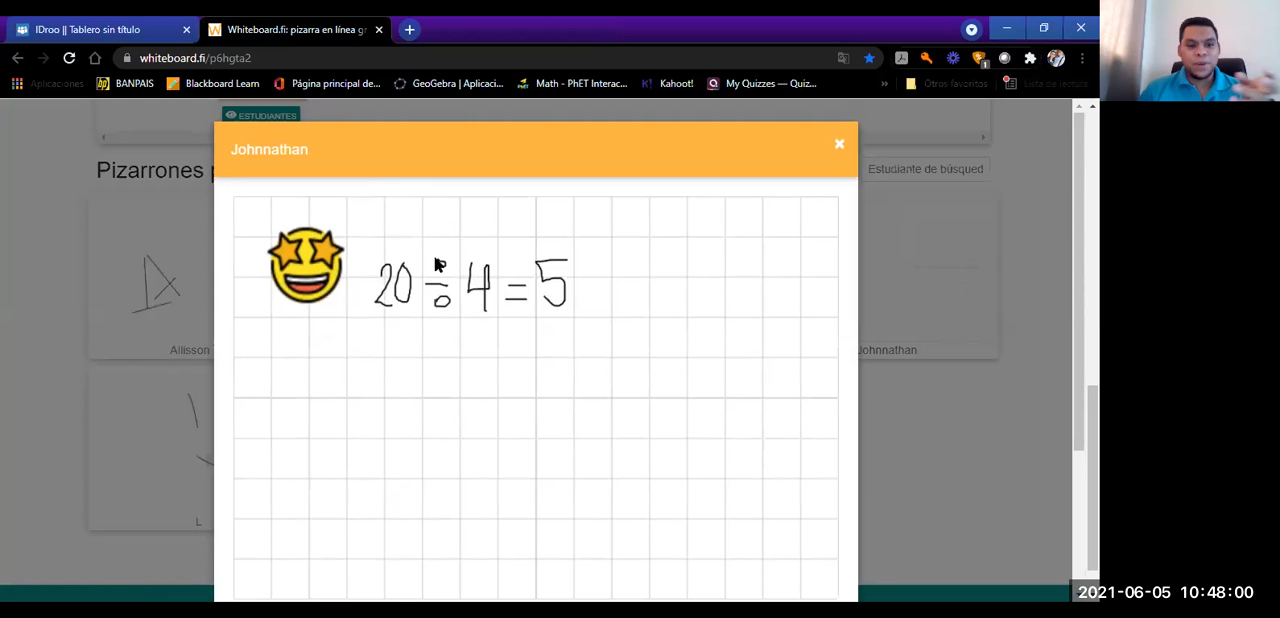 IDroo || Tablero sin título
Whiteboard.fi: pizarra en línea gr
whiteboard.fi/p6hgta2
Aplicaciones
BANPAIS
Blackboard Learn
Página principal de...
GeoGebra | Aplicaci...
Math - PhET Interac...
Kahoot!
My Quizzes — Quiz...
»
Otros favoritos
Lista de lectura
ESTUDIANTES
Johnnathan
Pizarrones p
Estudiante de búsqued
20 ÷ 4 = 5
Allisson
Johnnathan
L
2021-06-05 10:48:00